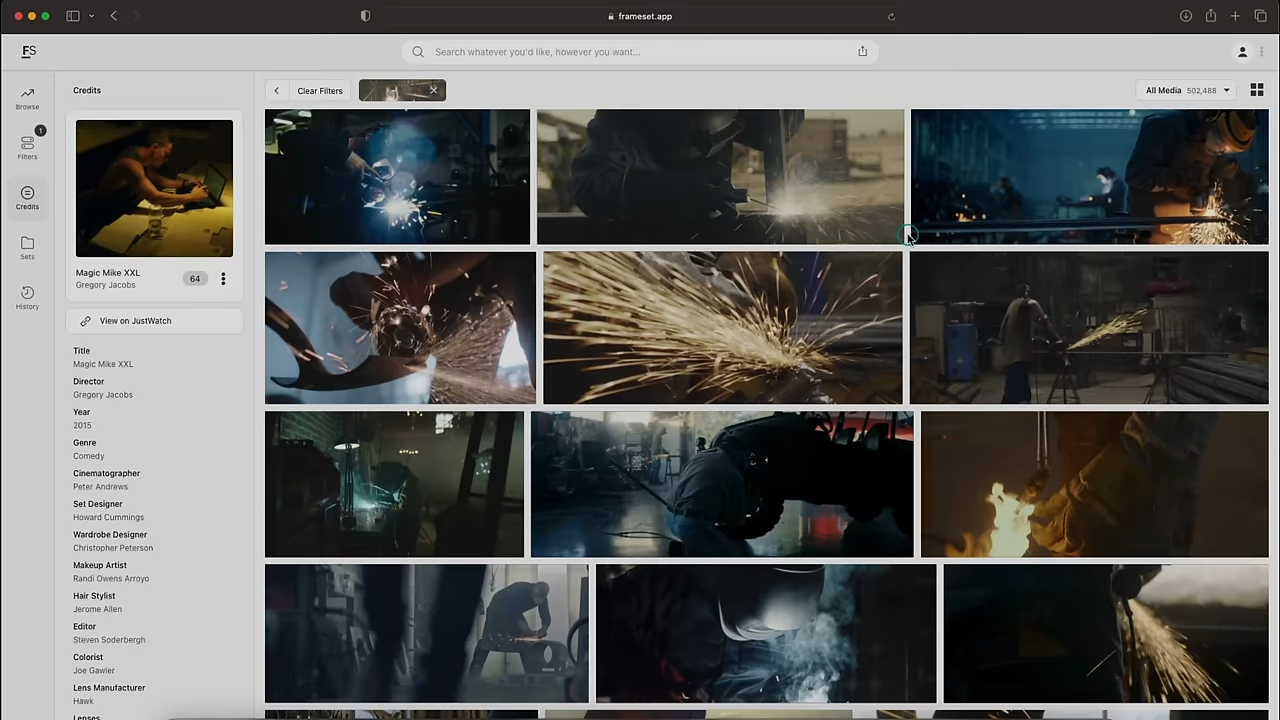 frameset.app
FS
Search whatever you'd like, however you want...
Browse
1
Filters
Credits
Sets
History
Credits
Clear Filters
All Media 502,488
Magic Mike XXL
Gregory Jacobs
64
View on JustWatch
Title
Magic Mike XXL
Director
Gregory Jacobs
Year
2015
Genre
Comedy
Cinematographer
Peter Andrews
Set Designer
Howard Cummings
Wardrobe Designer
Christopher Peterson
Makeup Artist
Randi Owens Arroyo
Hair Stylist
Jerome Allen
Editor
Steven Soderbergh
Colorist
Joe Gawler
Lens Manufacturer
Hawk
Lenses